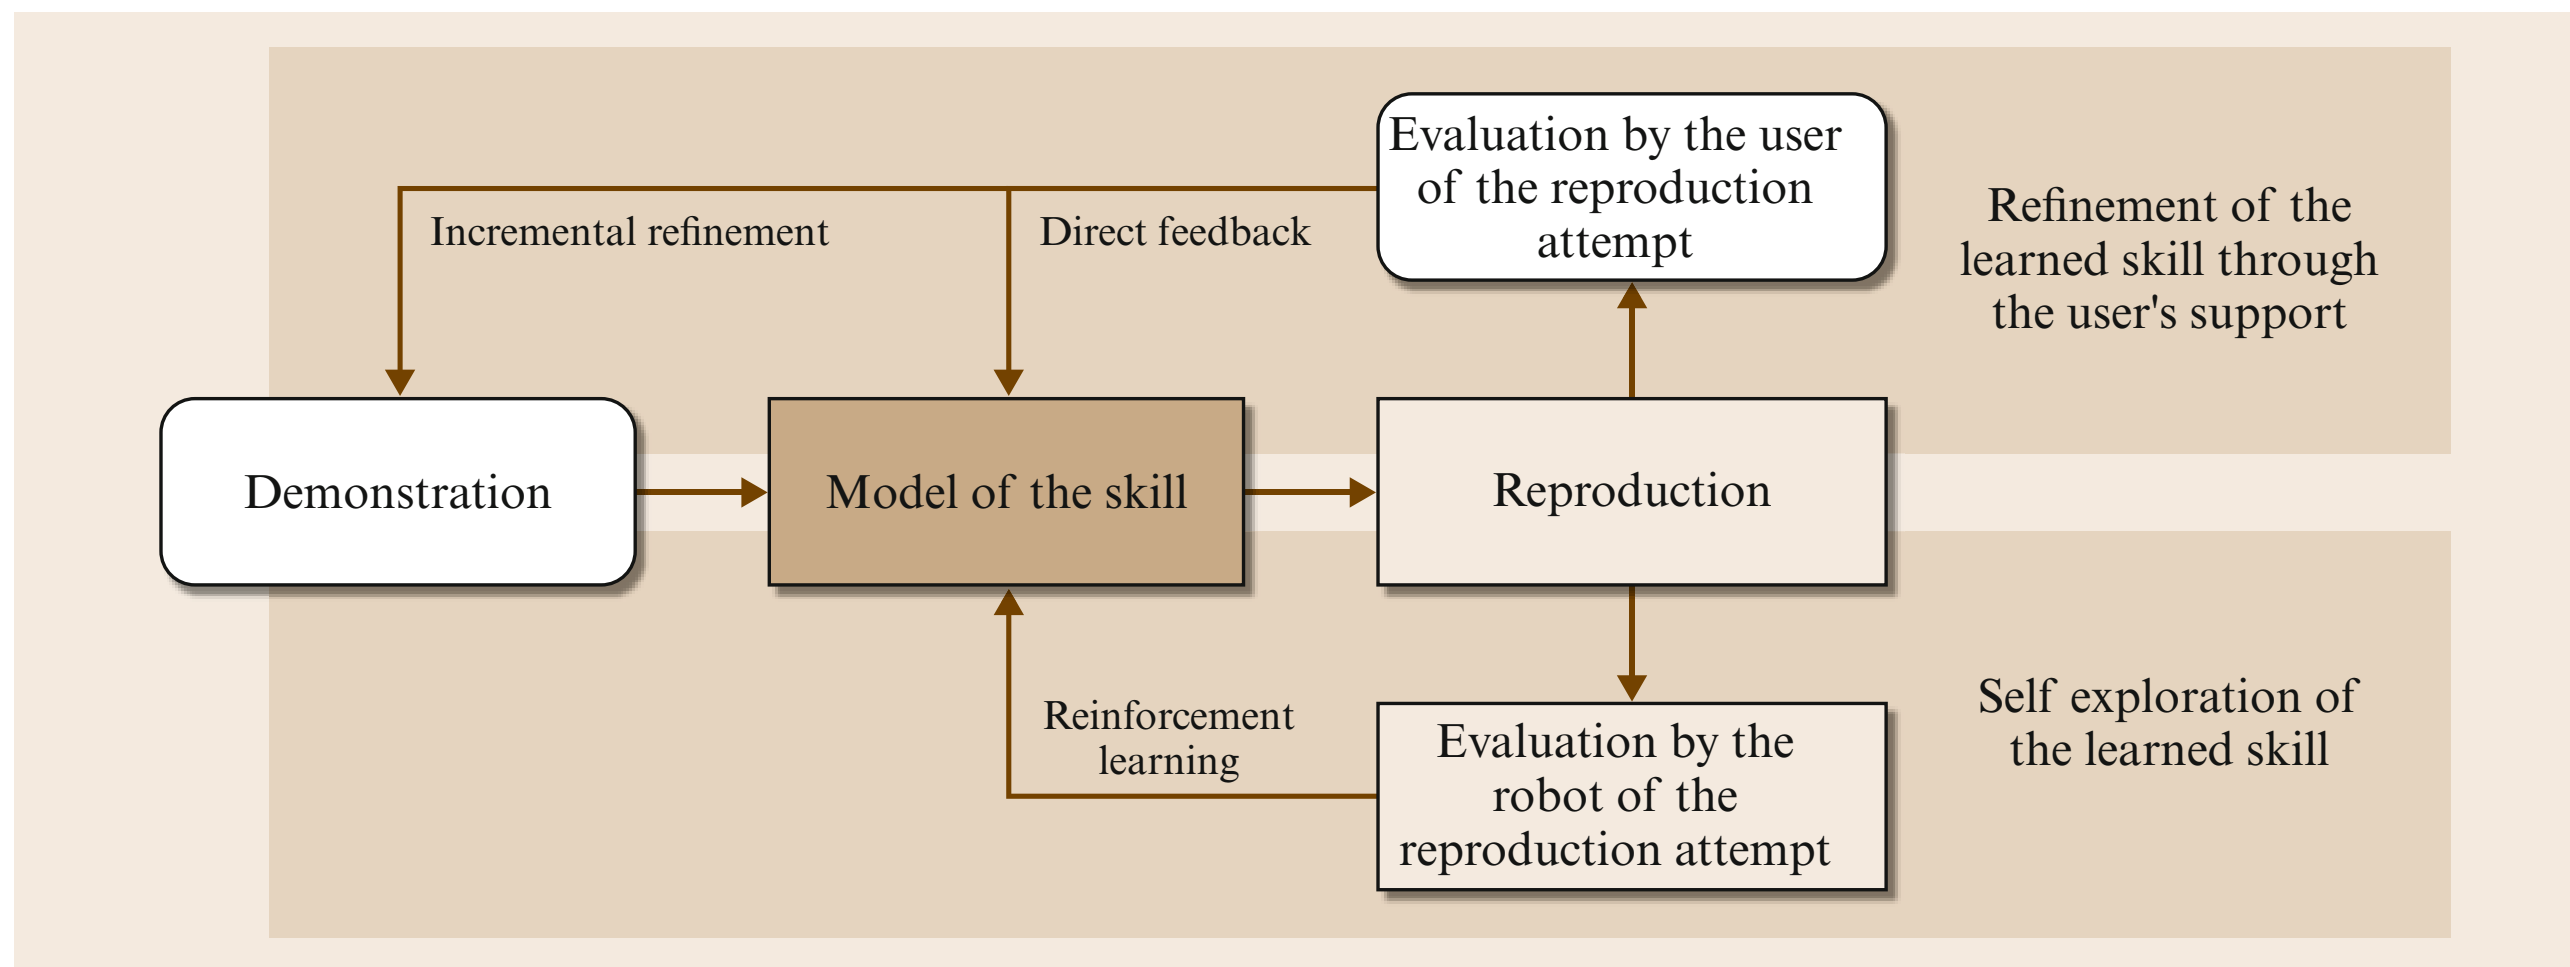 Evaluation by the user
of the reproduction
attempt
Refinement of the
learned skill through
the user's support
Incremental refinement
Direct feedback
Demonstration
Model of the skill
Reproduction
Reinforcement
learning
Evaluation by the
robot of the
reproduction attempt
Self exploration of
the learned skill